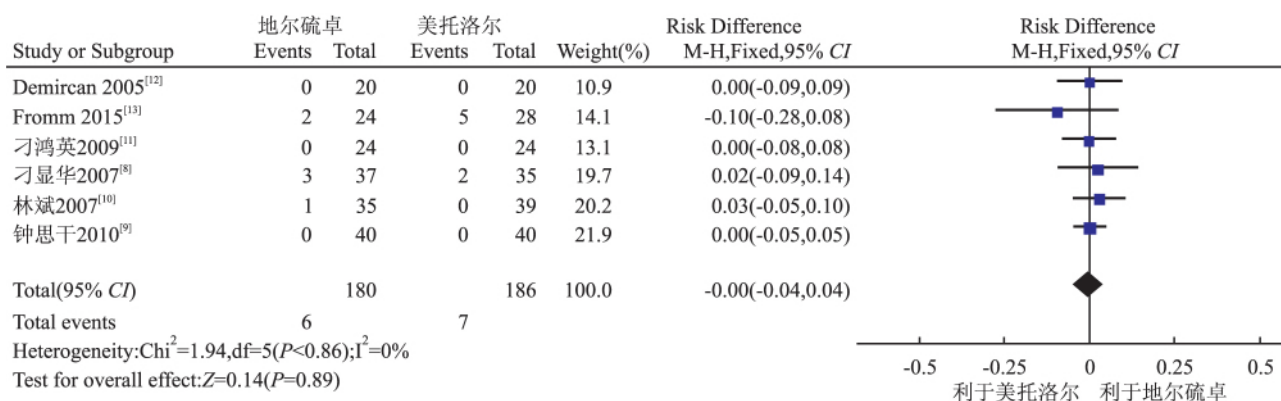 地尔硫卓 美托洛尔 Risk Difference Risk Difference
Study or Subgroup Events Total Events Total Weight(%) M-H,Fixed,95% CI M-H,Fixed,95% CI
Demircan 2005[12] 0 20 0 20 10.9 0.00(-0.09,0.09)
Fromm 2015[13] 2 24 5 28 14.1 -0.10(-0.28,0.08)
刁鸿英2009[11] 0 24 0 24 13.1 0.00(-0.08,0.08)
刁显华2007[8] 3 37 2 35 19.7 0.02(-0.09,0.14)
林斌2007[10] 1 35 0 39 20.2 0.03(-0.05,0.10)
钟思干2010[9] 0 40 0 40 21.9 0.00(-0.05,0.05)
Total(95% CI) 180 186 100.0 -0.00(-0.04,0.04)
Total events 6 7
Heterogeneity:Chi²=1.94,df=5(P<0.86);I²=0%
Test for overall effect:Z=0.14(P=0.89)
-0.5 -0.25 0 0.25 0.5
利于美托洛尔 利于地尔硫卓